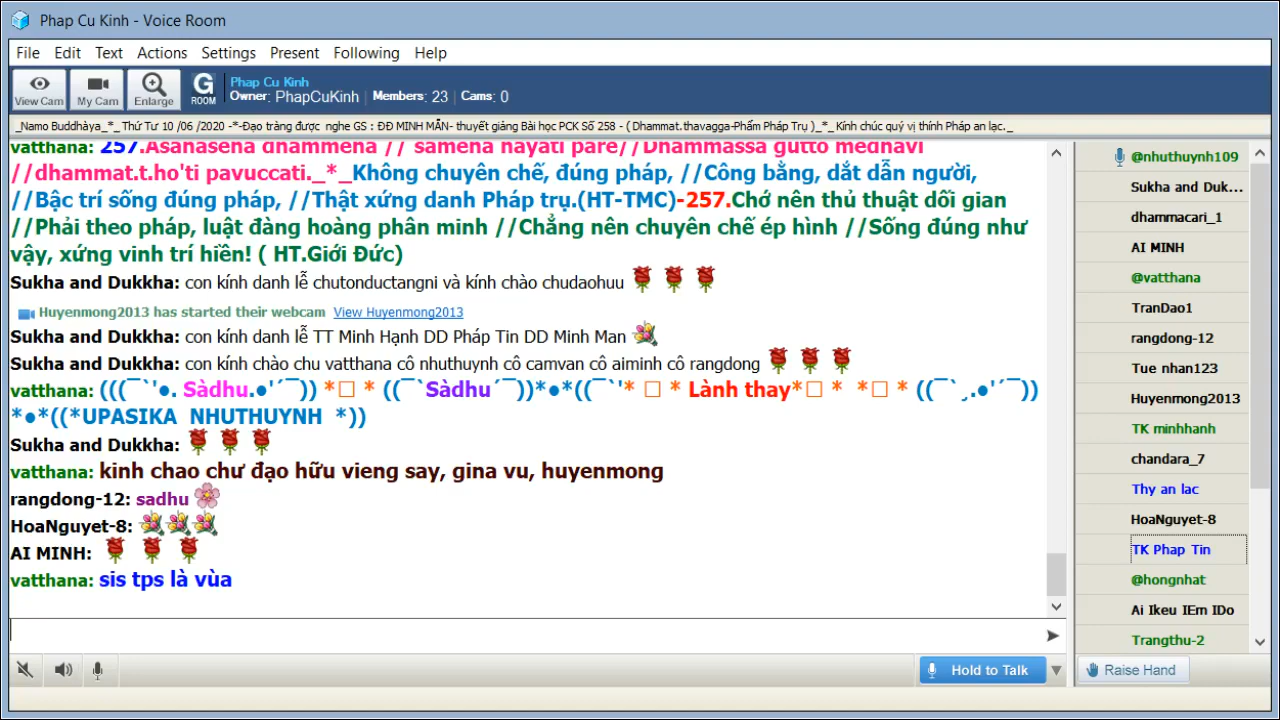 Phap Cu Kinh - Voice Room
File Edit Text Actions Settings Present Following Help
View Cam My Cam Enlarge G ROOM
Phap Cu Kinh
Owner: PhapCuKinh | Members: 23 | Cams: 0
_Namo Buddhàya_*_ Thứ Tư 10 /06 /2020 -*-Đạo tràng được nghe GS : ĐĐ MINH MẪN- thuyết giảng Bài học PCK Số 258 - ( Dhammat.thavagga-Phẩm Pháp Trụ )_*_ Kính chúc quý vị thính Pháp an lạc._
vatthana: 257.Asahasena dhammena // samena nayati pare//Dhammassa gutto medhavi
//dhammat.t.ho'ti pavuccati._*_Không chuyên chế, đúng pháp, //Công bằng, dắt dẫn người,
//Bậc trí sống đúng pháp, //Thật xứng danh Pháp trụ.(HT-TMC)-257.Chớ nên thủ thuật dối gian
//Phải theo pháp, luật đàng hoàng phân minh //Chẳng nên chuyên chế ép hình //Sống đúng như
vậy, xứng vinh trí hiền! ( HT.Giới Đức)
Sukha and Dukkha: con kính danh lễ chutonductangni và kính chào chudaohuu
Huyenmong2013 has started their webcam View Huyenmong2013
Sukha and Dukkha: con kính danh lễ TT Minh Hạnh DD Pháp Tin DD Minh Man
Sukha and Dukkha: con kính chào chu vatthana cô nhuthuynh cô camvan cô aiminh cô rangdong
vatthana: (((¯`'●. Sàdhu.●'´¯)) *□ * ((¯`Sàdhu´¯))*●*((¯`'* □ * Lành thay*□ * *□ * ((¯`¸.●'´¯))
*●*((*UPASIKA NHUTHUYNH *))
Sukha and Dukkha:
vatthana: kinh chao chư đạo hữu vieng say, gina vu, huyenmong
rangdong-12: sadhu
HoaNguyet-8:
AI MINH:
vatthana: sis tps là vùa
Hold to Talk
@nhuthuynh109
Sukha and Duk...
dhammacari_1
AI MINH
@vatthana
TranDao1
rangdong-12
Tue nhan123
Huyenmong2013
TK minhhanh
chandara_7
Thy an lac
HoaNguyet-8
TK Phap Tin
@hongnhat
Ai Ikeu IEm IDo
Trangthu-2
Raise Hand